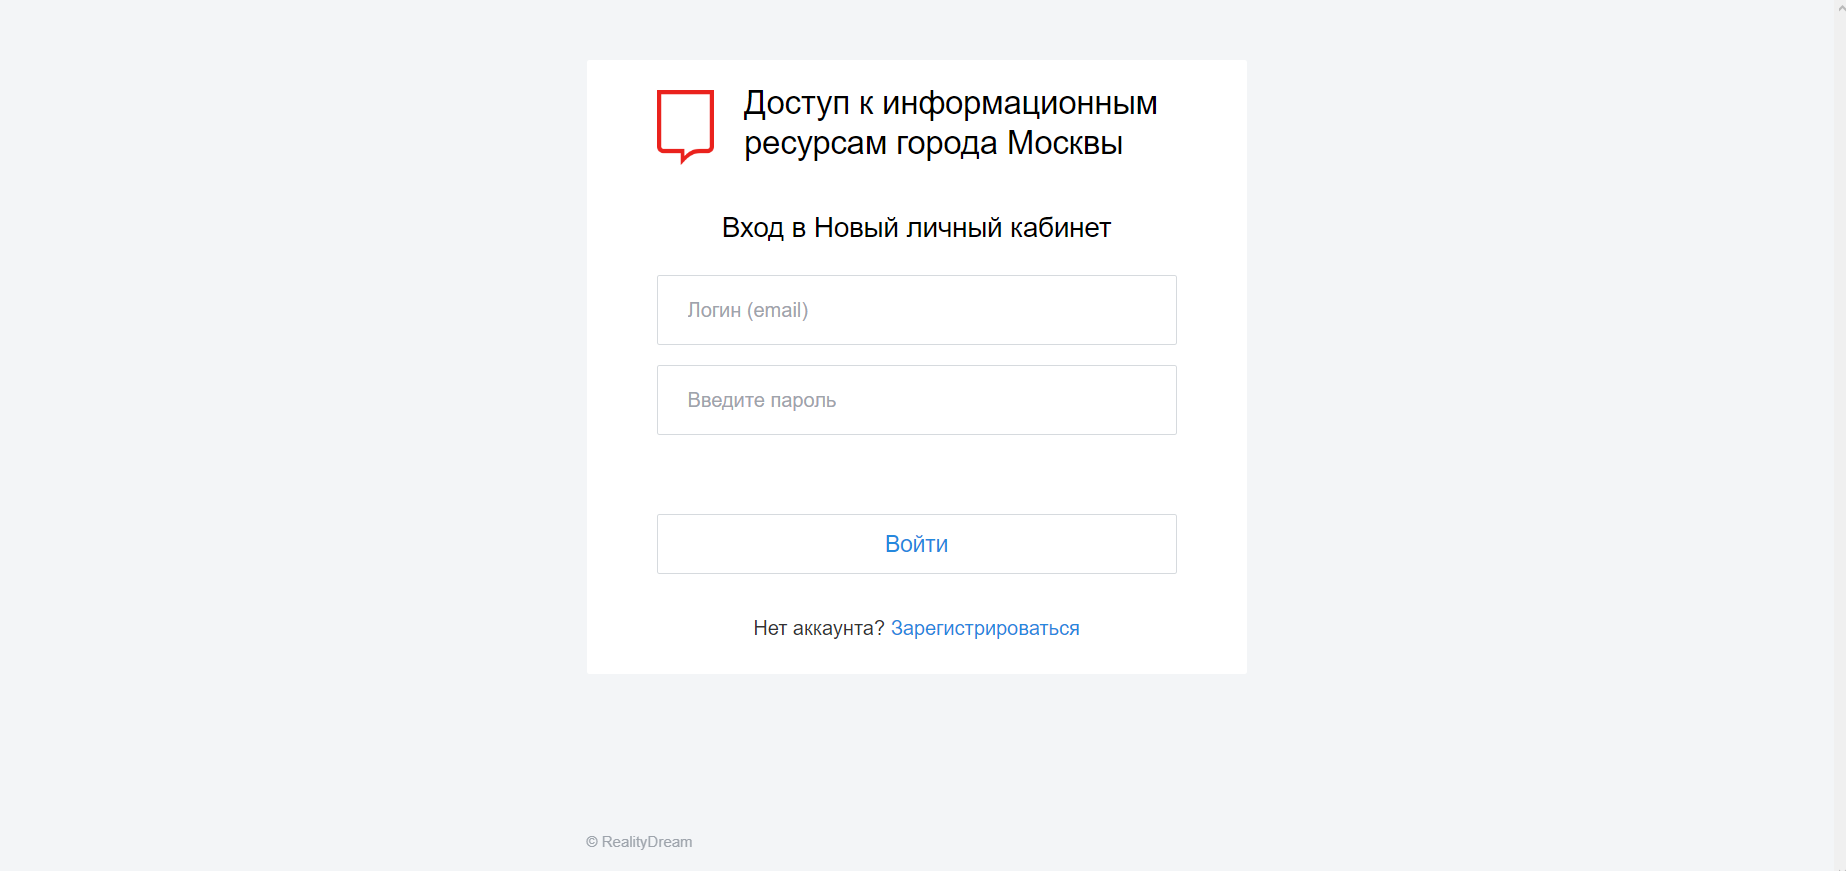 Доступ к информационным
ресурсам города Москвы
Вход в Новый личный кабинет
Логин (email)
Введите пароль
Войти
Нет аккаунта? Зарегистрироваться
© RealityDream